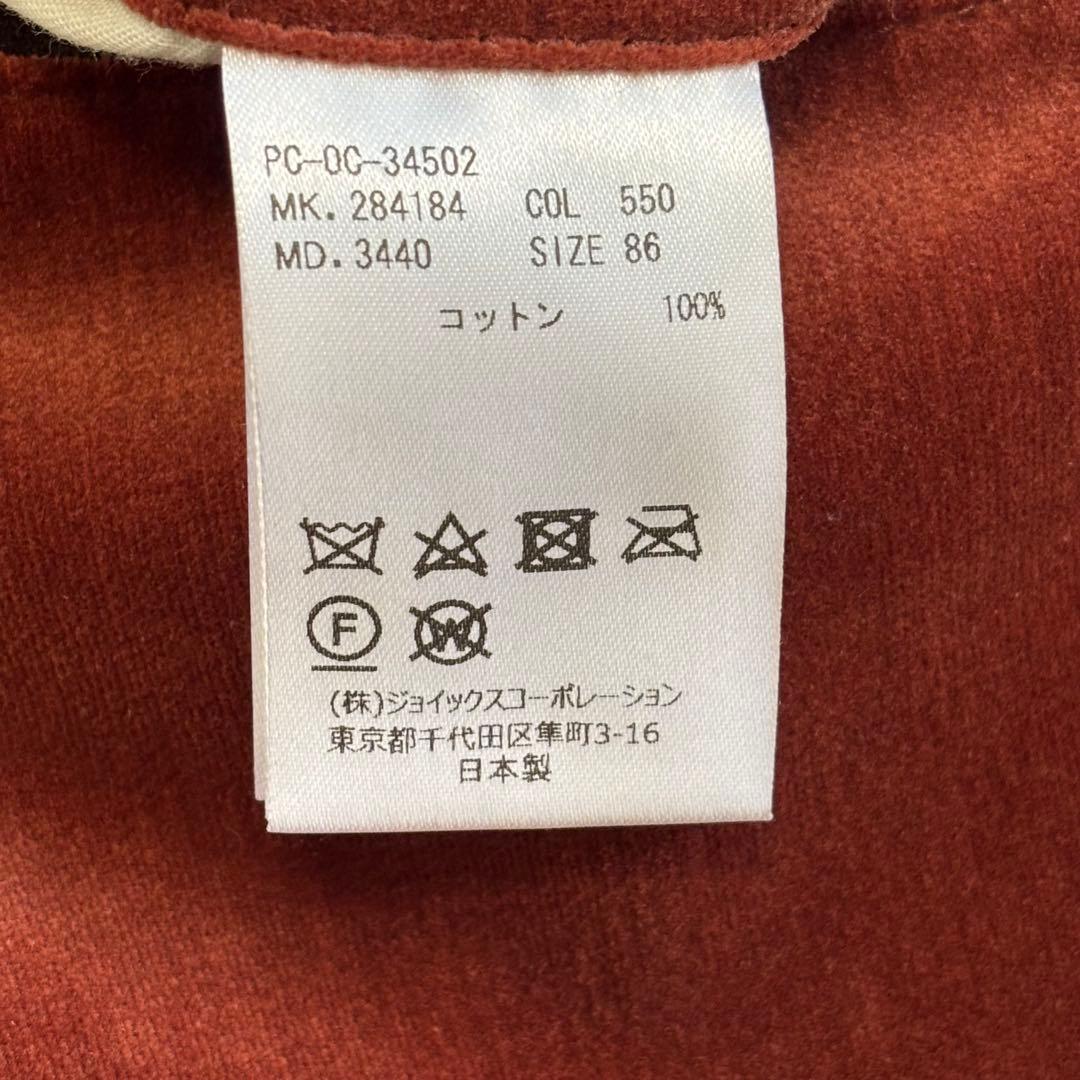 PC-OC-34502
MK. 284184 COL 550
MD. 3440 SIZE 86
コットン 100%
F
W
(株)ジョイックスコーポレーション
東京都千代田区隼町3-16
日本製